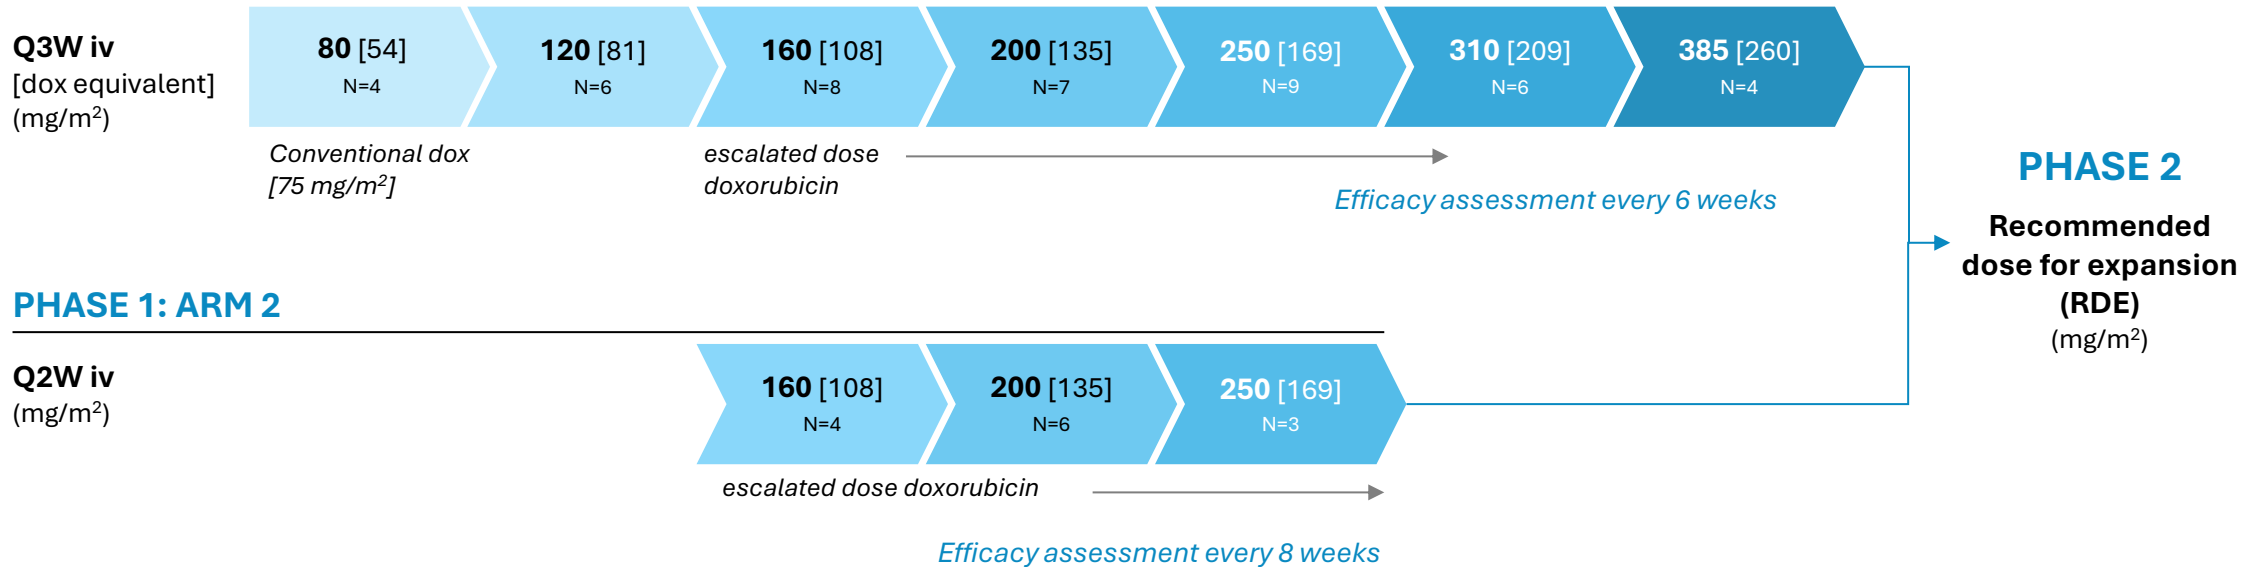 Q3W iv
[dox equivalent]
(mg/m²)
80 [54]
N=4
120 [81]
N=6
160 [108]
N=8
200 [135]
N=7
250 [169]
N=9
310 [209]
N=6
385 [260]
N=4
Conventional dox
[75 mg/m²]
escalated dose
doxorubicin
Efficacy assessment every 6 weeks
PHASE 2
Recommended
dose for expansion
(RDE)
(mg/m²)
PHASE 1: ARM 2
Q2W iv
(mg/m²)
160 [108]
N=4
200 [135]
N=6
250 [169]
N=3
escalated dose doxorubicin
Efficacy assessment every 8 weeks